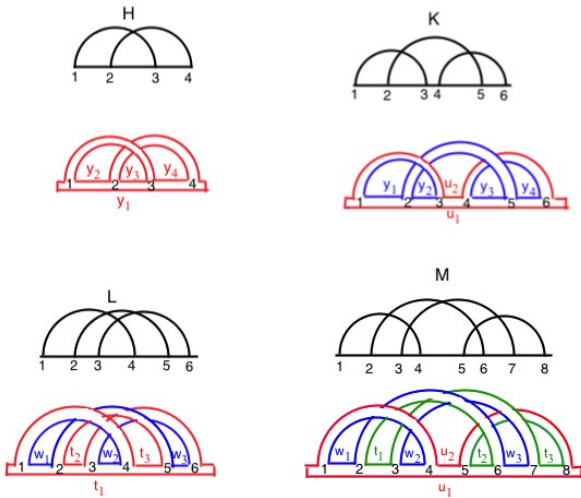 H
1 2 3 4
y₂ y₃ y₄
1 2 3 4
y₁
K
1 2 3 4 5 6
y₁ y₂ u₂ y₃ y₄
1 2 3 4 5 6
u₁
L
1 2 3 4 5 6
w₁ t₂ w₂ t₃ w₃
1 2 3 4 5 6
t₁
M
1 2 3 4 5 6 7 8
w₁ t₁ w₂ u₂ t₂ w₃ t₃
1 2 3 4 5 6 7 8
u₁